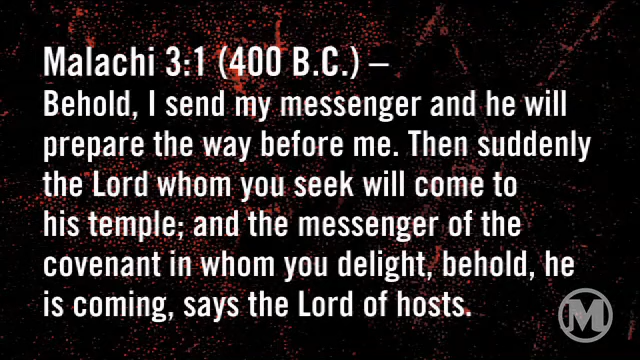 Malachi 3:1 (400 B.C.) –
Behold, I send my messenger and he will
prepare the way before me. Then suddenly
the Lord whom you seek will come to
his temple; and the messenger of the
covenant in whom you delight, behold, he
is coming, says the Lord of hosts.
M